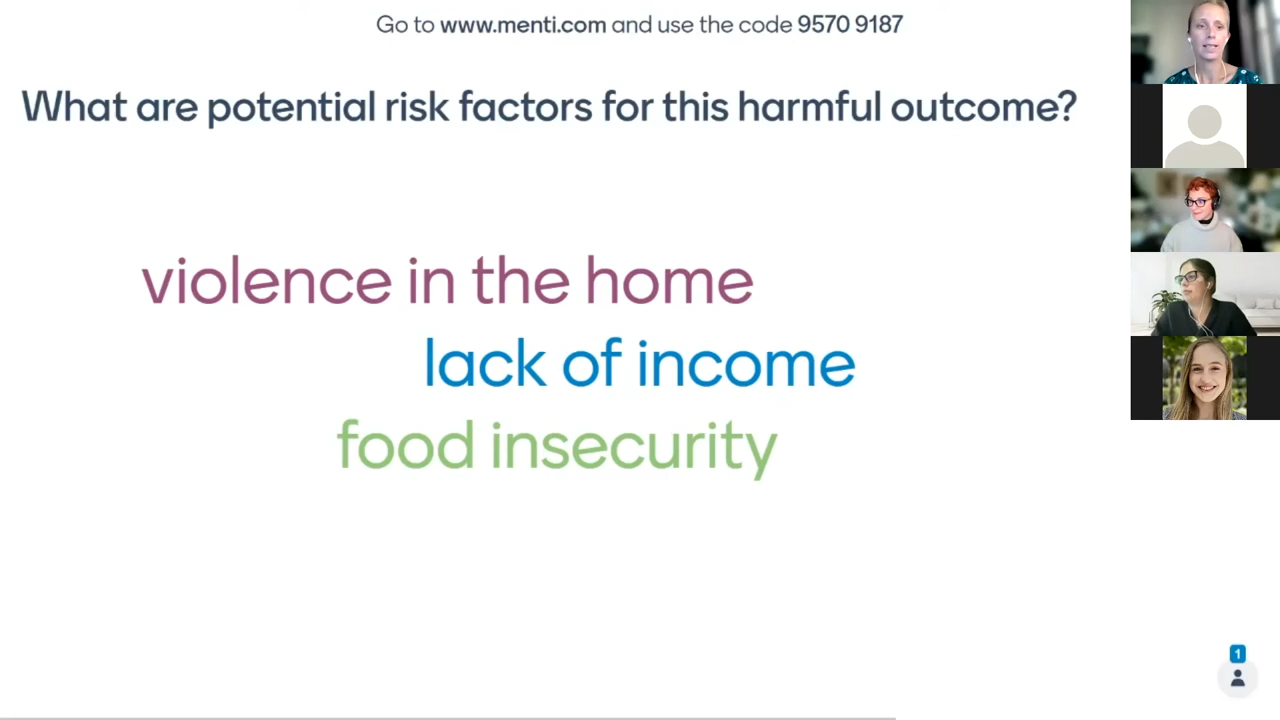 Go to www.menti.com and use the code 9570 9187
What are potential risk factors for this harmful outcome?
violence in the home
lack of income
food insecurity
1